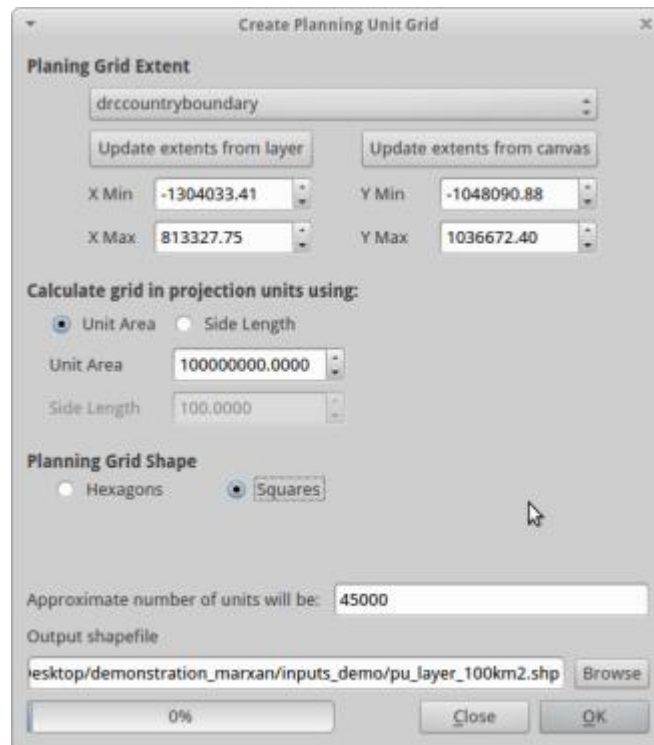 Create Planning Unit Grid
Planing Grid Extent
drccountryboundary
Update extents from layer Update extents from canvas
X Min -1304033.41 Y Min -1048090.88
X Max 813327.75 Y Max 1036672.40
Calculate grid in projection units using:
Unit Area Side Length
Unit Area 100000000.0000
Side Length 100.0000
Planning Grid Shape
Hexagons Squares
Approximate number of units will be: 45000
Output shapefile
esktop/demonstration_marxan/inputs_demo/pu_layer_100km2.shp Browse
0% Close OK